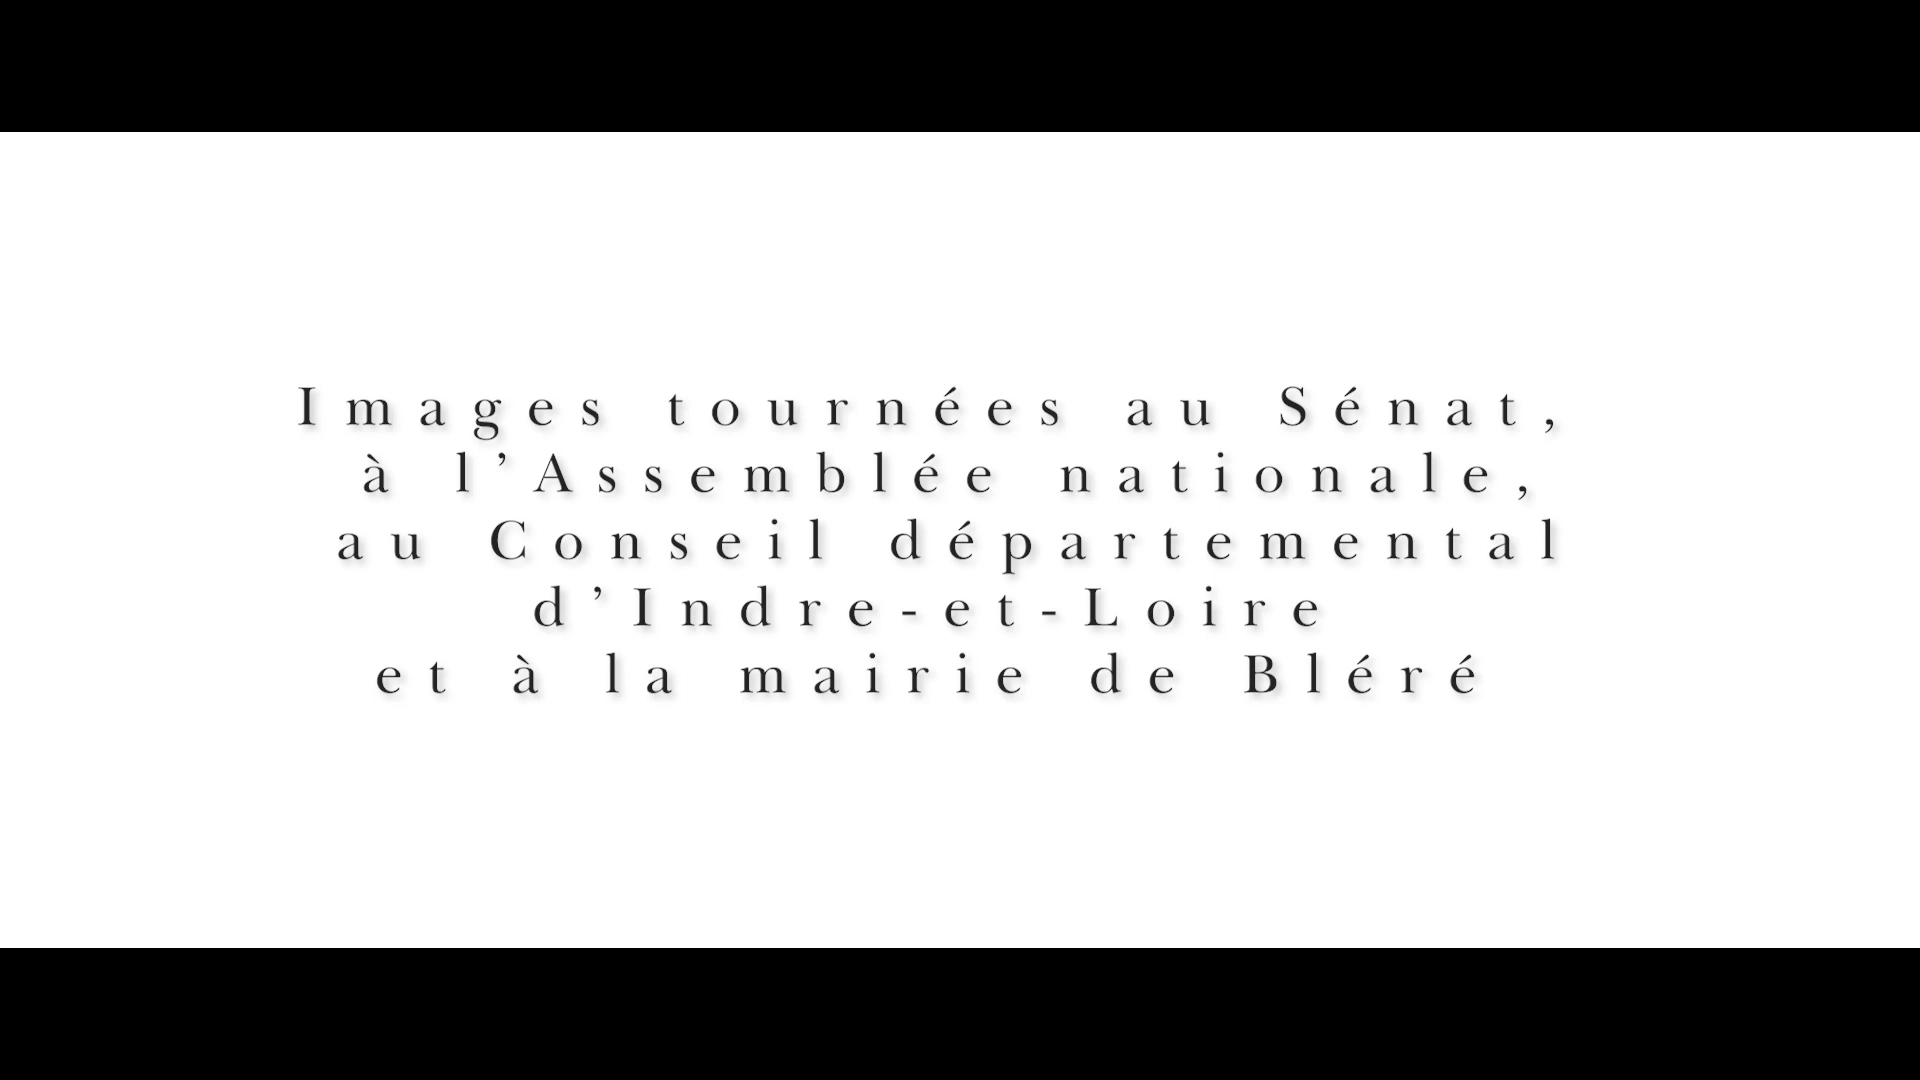 Images tournées au Sénat,
à l’Assemblée nationale,
au Conseil départemental
d’Indre-et-Loire
et à la mairie de Bléré